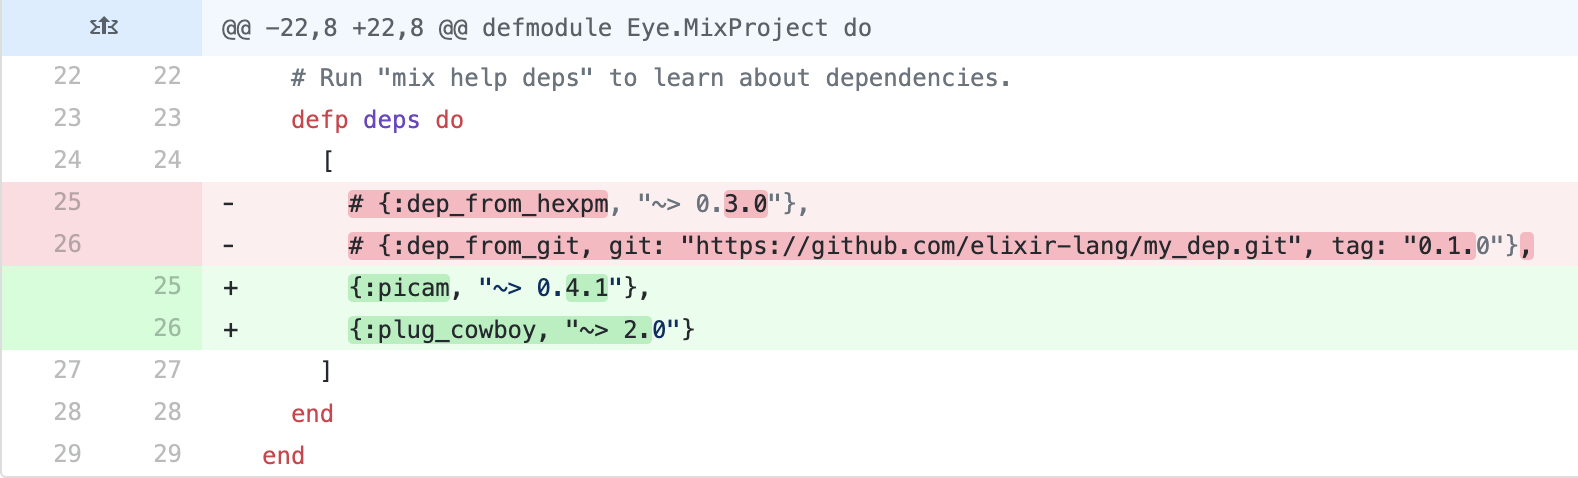 @@ -22,8 +22,8 @@ defmodule Eye.MixProject do
22 22 # Run "mix help deps" to learn about dependencies.
23 23 defp deps do
24 24 [
25 - # {:dep_from_hexpm, "~> 0.3.0"},
26 - # {:dep_from_git, git: "https://github.com/elixir-lang/my_dep.git", tag: "0.1.0"},
25 + {:picam, "~> 0.4.1"},
26 + {:plug_cowboy, "~> 2.0"}
27 27 ]
28 28 end
29 29 end